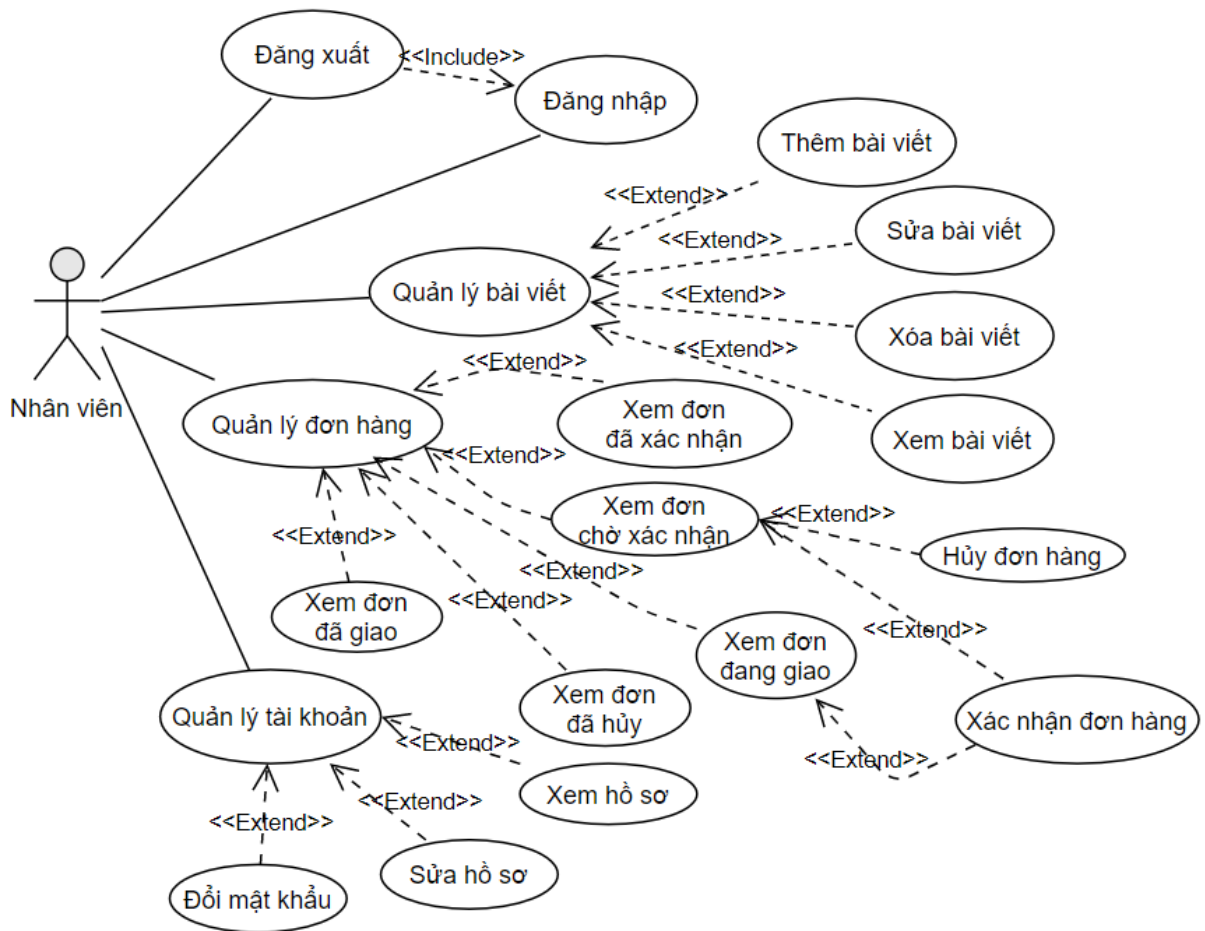 Đăng xuất
<<Include>>
Đăng nhập
Thêm bài viết
<<Extend>>
Sửa bài viết
<<Extend>>
Quản lý bài viết
<<Extend>>
Xóa bài viết
<<Extend>>
Xem bài viết
Nhân viên
<<Extend>>
Quản lý đơn hàng
Xem đơn
đã xác nhận
<<Extend>>
Xem đơn
chờ xác nhận
<<Extend>>
Hủy đơn hàng
<<Extend>>
<<Extend>>
<<Extend>>
Xem đơn
đã giao
<<Extend>>
Xem đơn
đang giao
Xem đơn
đã hủy
Quản lý tài khoản
Xác nhận đơn hàng
<<Extend>>
<<Extend>>
Xem hồ sơ
<<Extend>>
<<Extend>>
Sửa hồ sơ
Đổi mật khẩu